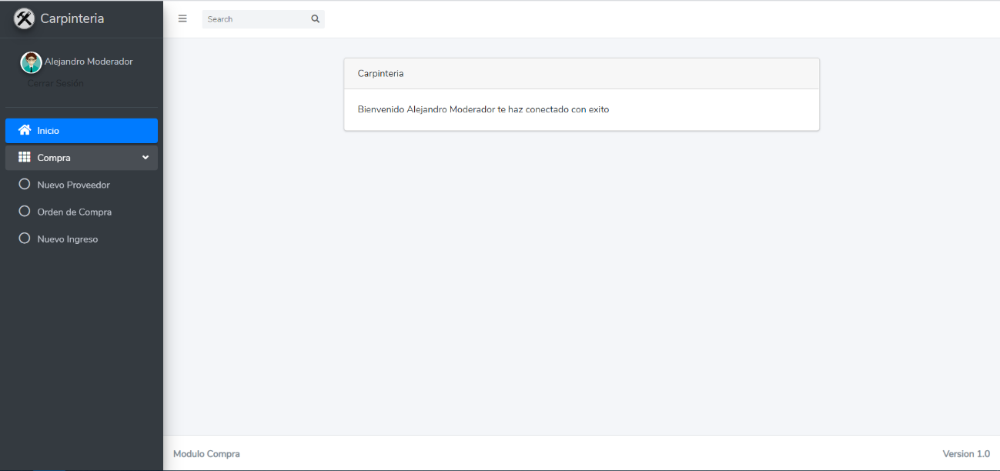 Carpinteria
Search
Alejandro Moderador
Cerrar Sesión
Inicio
Compra
Nuevo Proveedor
Orden de Compra
Nuevo Ingreso
Carpinteria
Bienvenido Alejandro Moderador te haz conectado con exito
Modulo Compra
Version 1.0